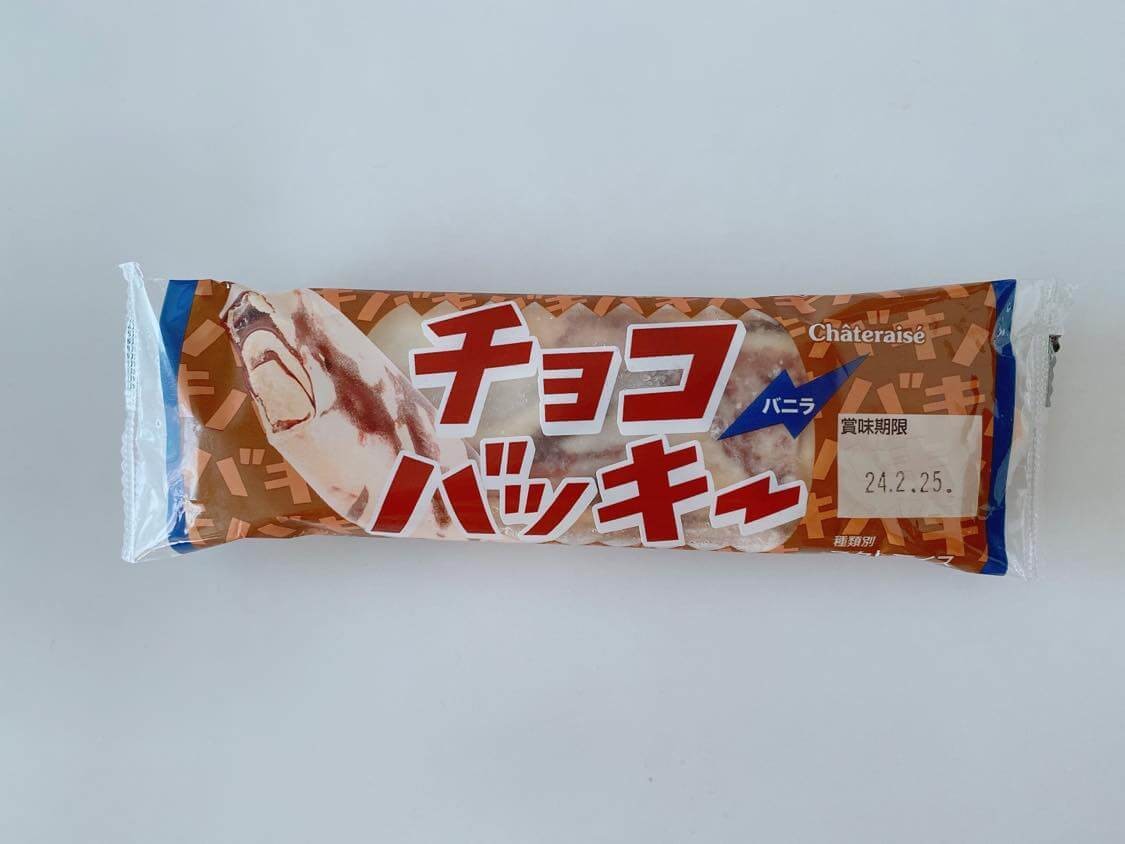 チョコ
バッキー
Châteraisé
バニラ
賞味期限
24.2.25.
種類別